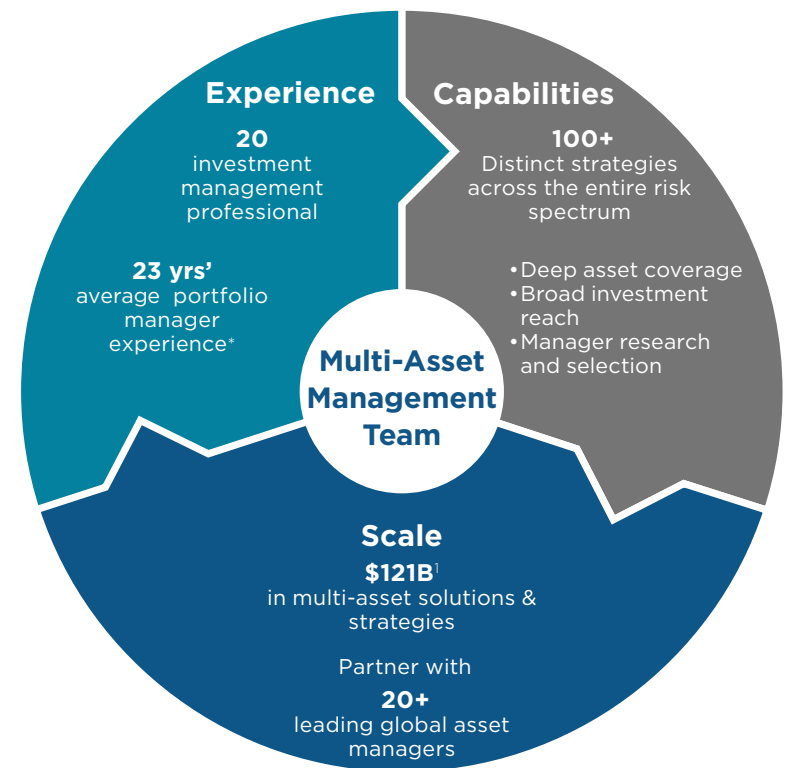 Experience
20
investment
management
professional
23 yrs’
average portfolio
manager
experience*
Capabilities
100+
Distinct strategies
across the entire risk
spectrum
•Deep asset coverage
•Broad investment
reach
•Manager research
and selection
Multi-Asset
Management
Team
Scale
$121B¹
in multi-asset solutions &
strategies
Partner with
20+
leading global asset
managers